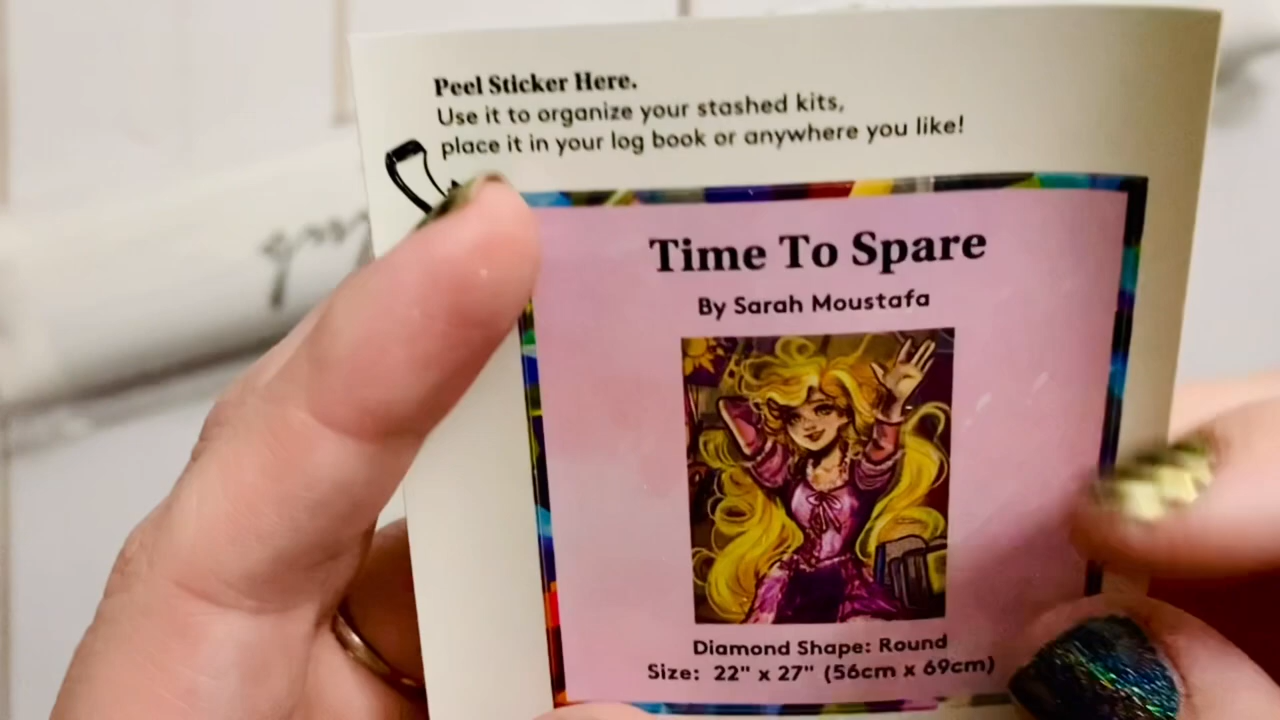 Peel Sticker Here.
Use it to organize your stashed kits,
place it in your log book or anywhere you like!
Time To Spare
By Sarah Moustafa
Diamond Shape: Round
Size: 22" x 27" (56cm x 69cm)